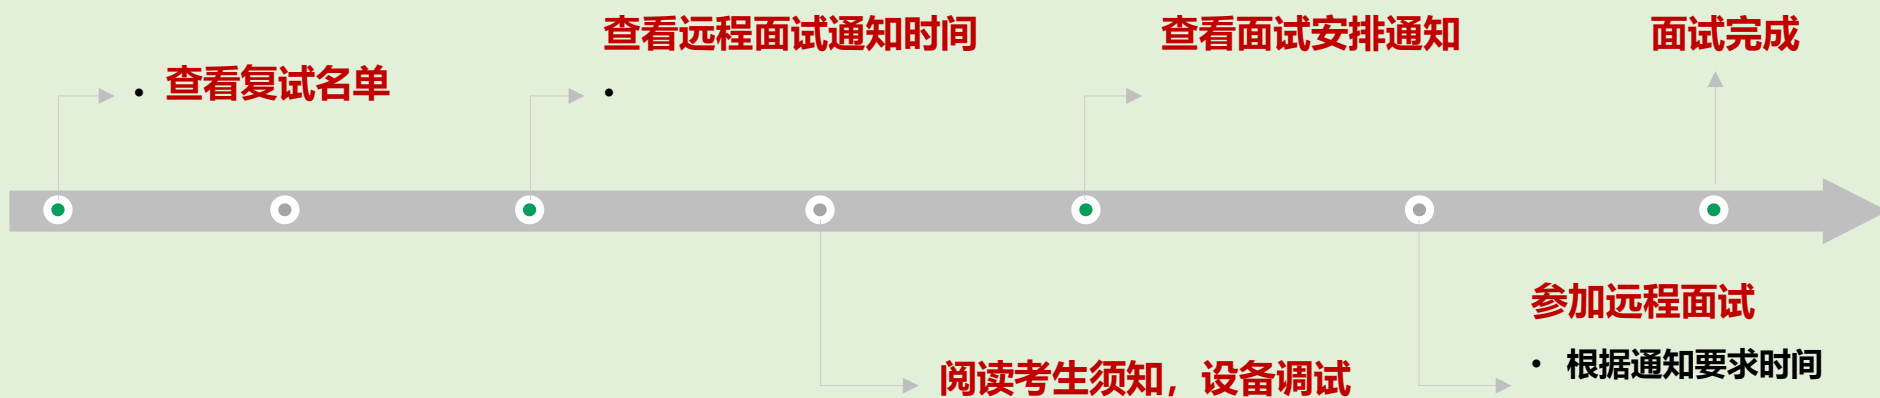 查看远程面试通知时间
查看面试安排通知
面试完成
• 查看复试名单
•
参加远程面试
• 根据通知要求时间
阅读考生须知，设备调试